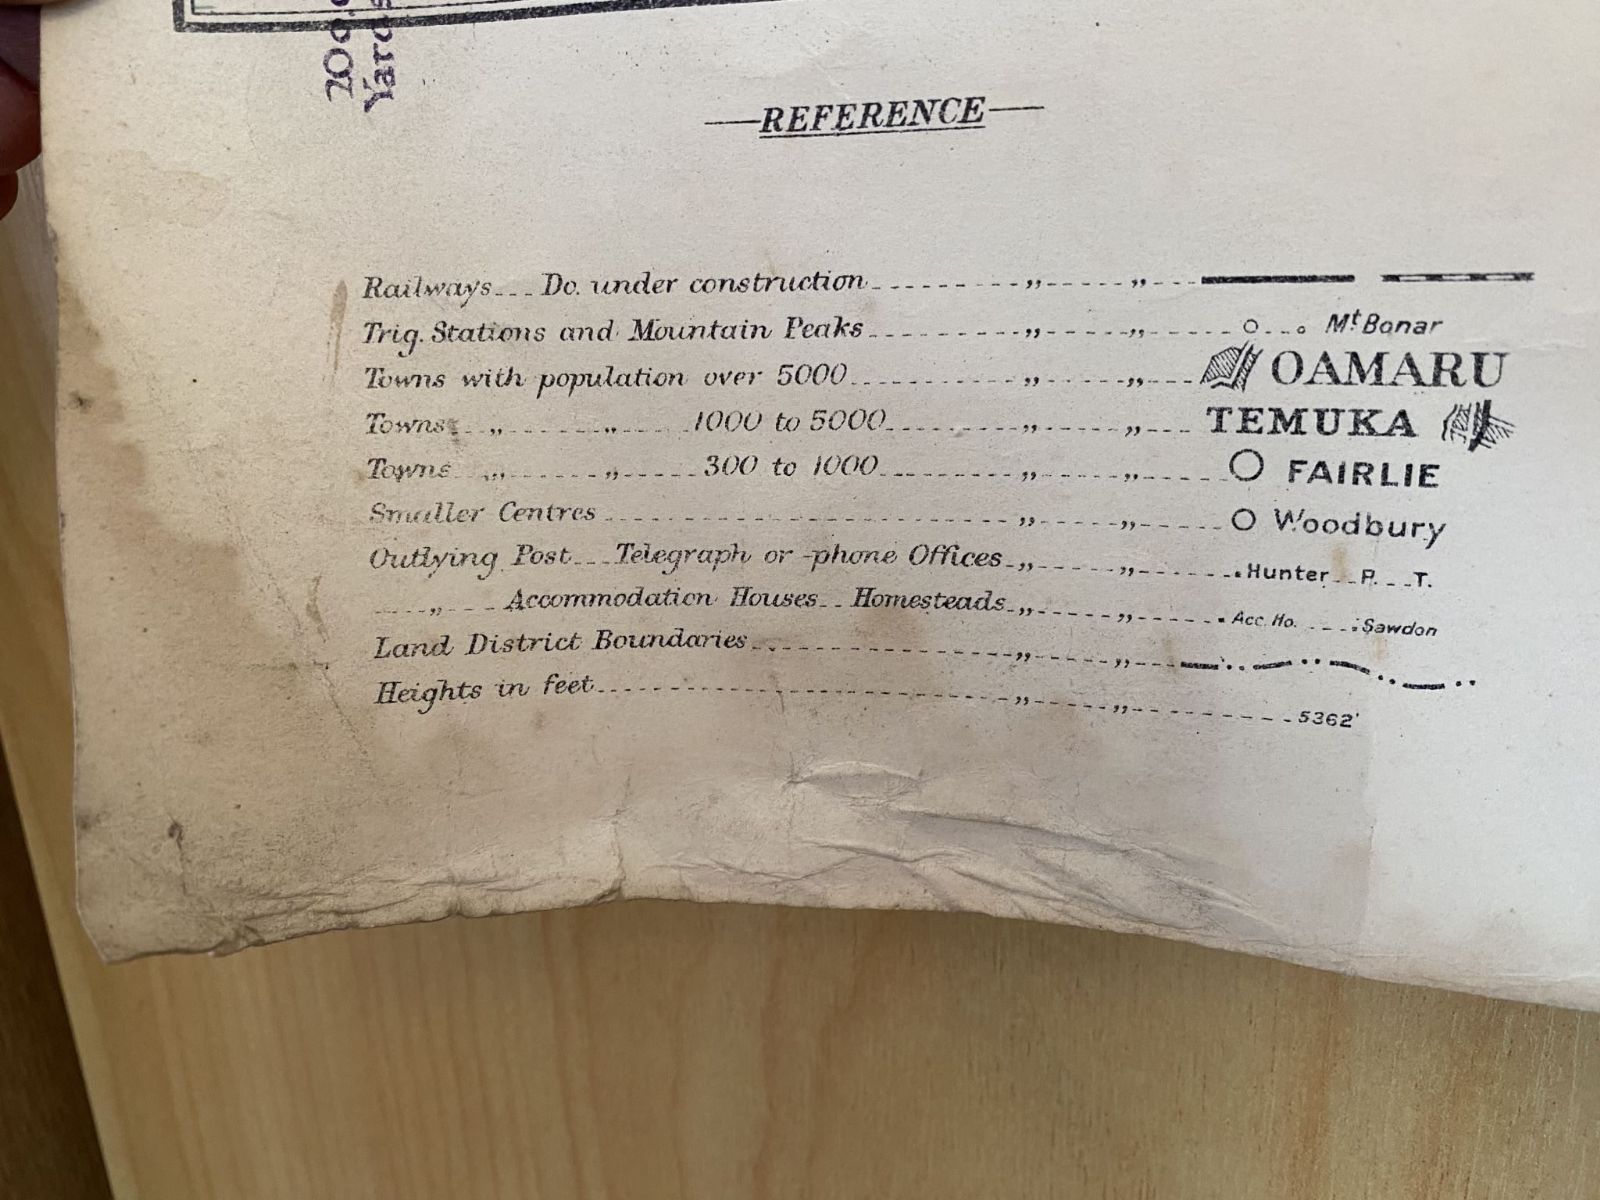 Yards
REFERENCE
Railways Do. under construction „ „
Trig. Stations and Mountain Peaks „ „ Mt Bonar
Towns with population over 5000 „ „ OAMARU
Towns „ „ 1000 to 5000 „ „ TEMUKA
Towns „ „ 300 to 1000 „ „ FAIRLIE
Smaller Centres „ „ Woodbury
Outlying Post Telegraph or -phone Offices „ „ Hunter P. T.
„ Accommodation Houses Homesteads „ „ Acc. Ho. Sawdon
Land District Boundaries „ „
Heights in feet „ „ 5362'